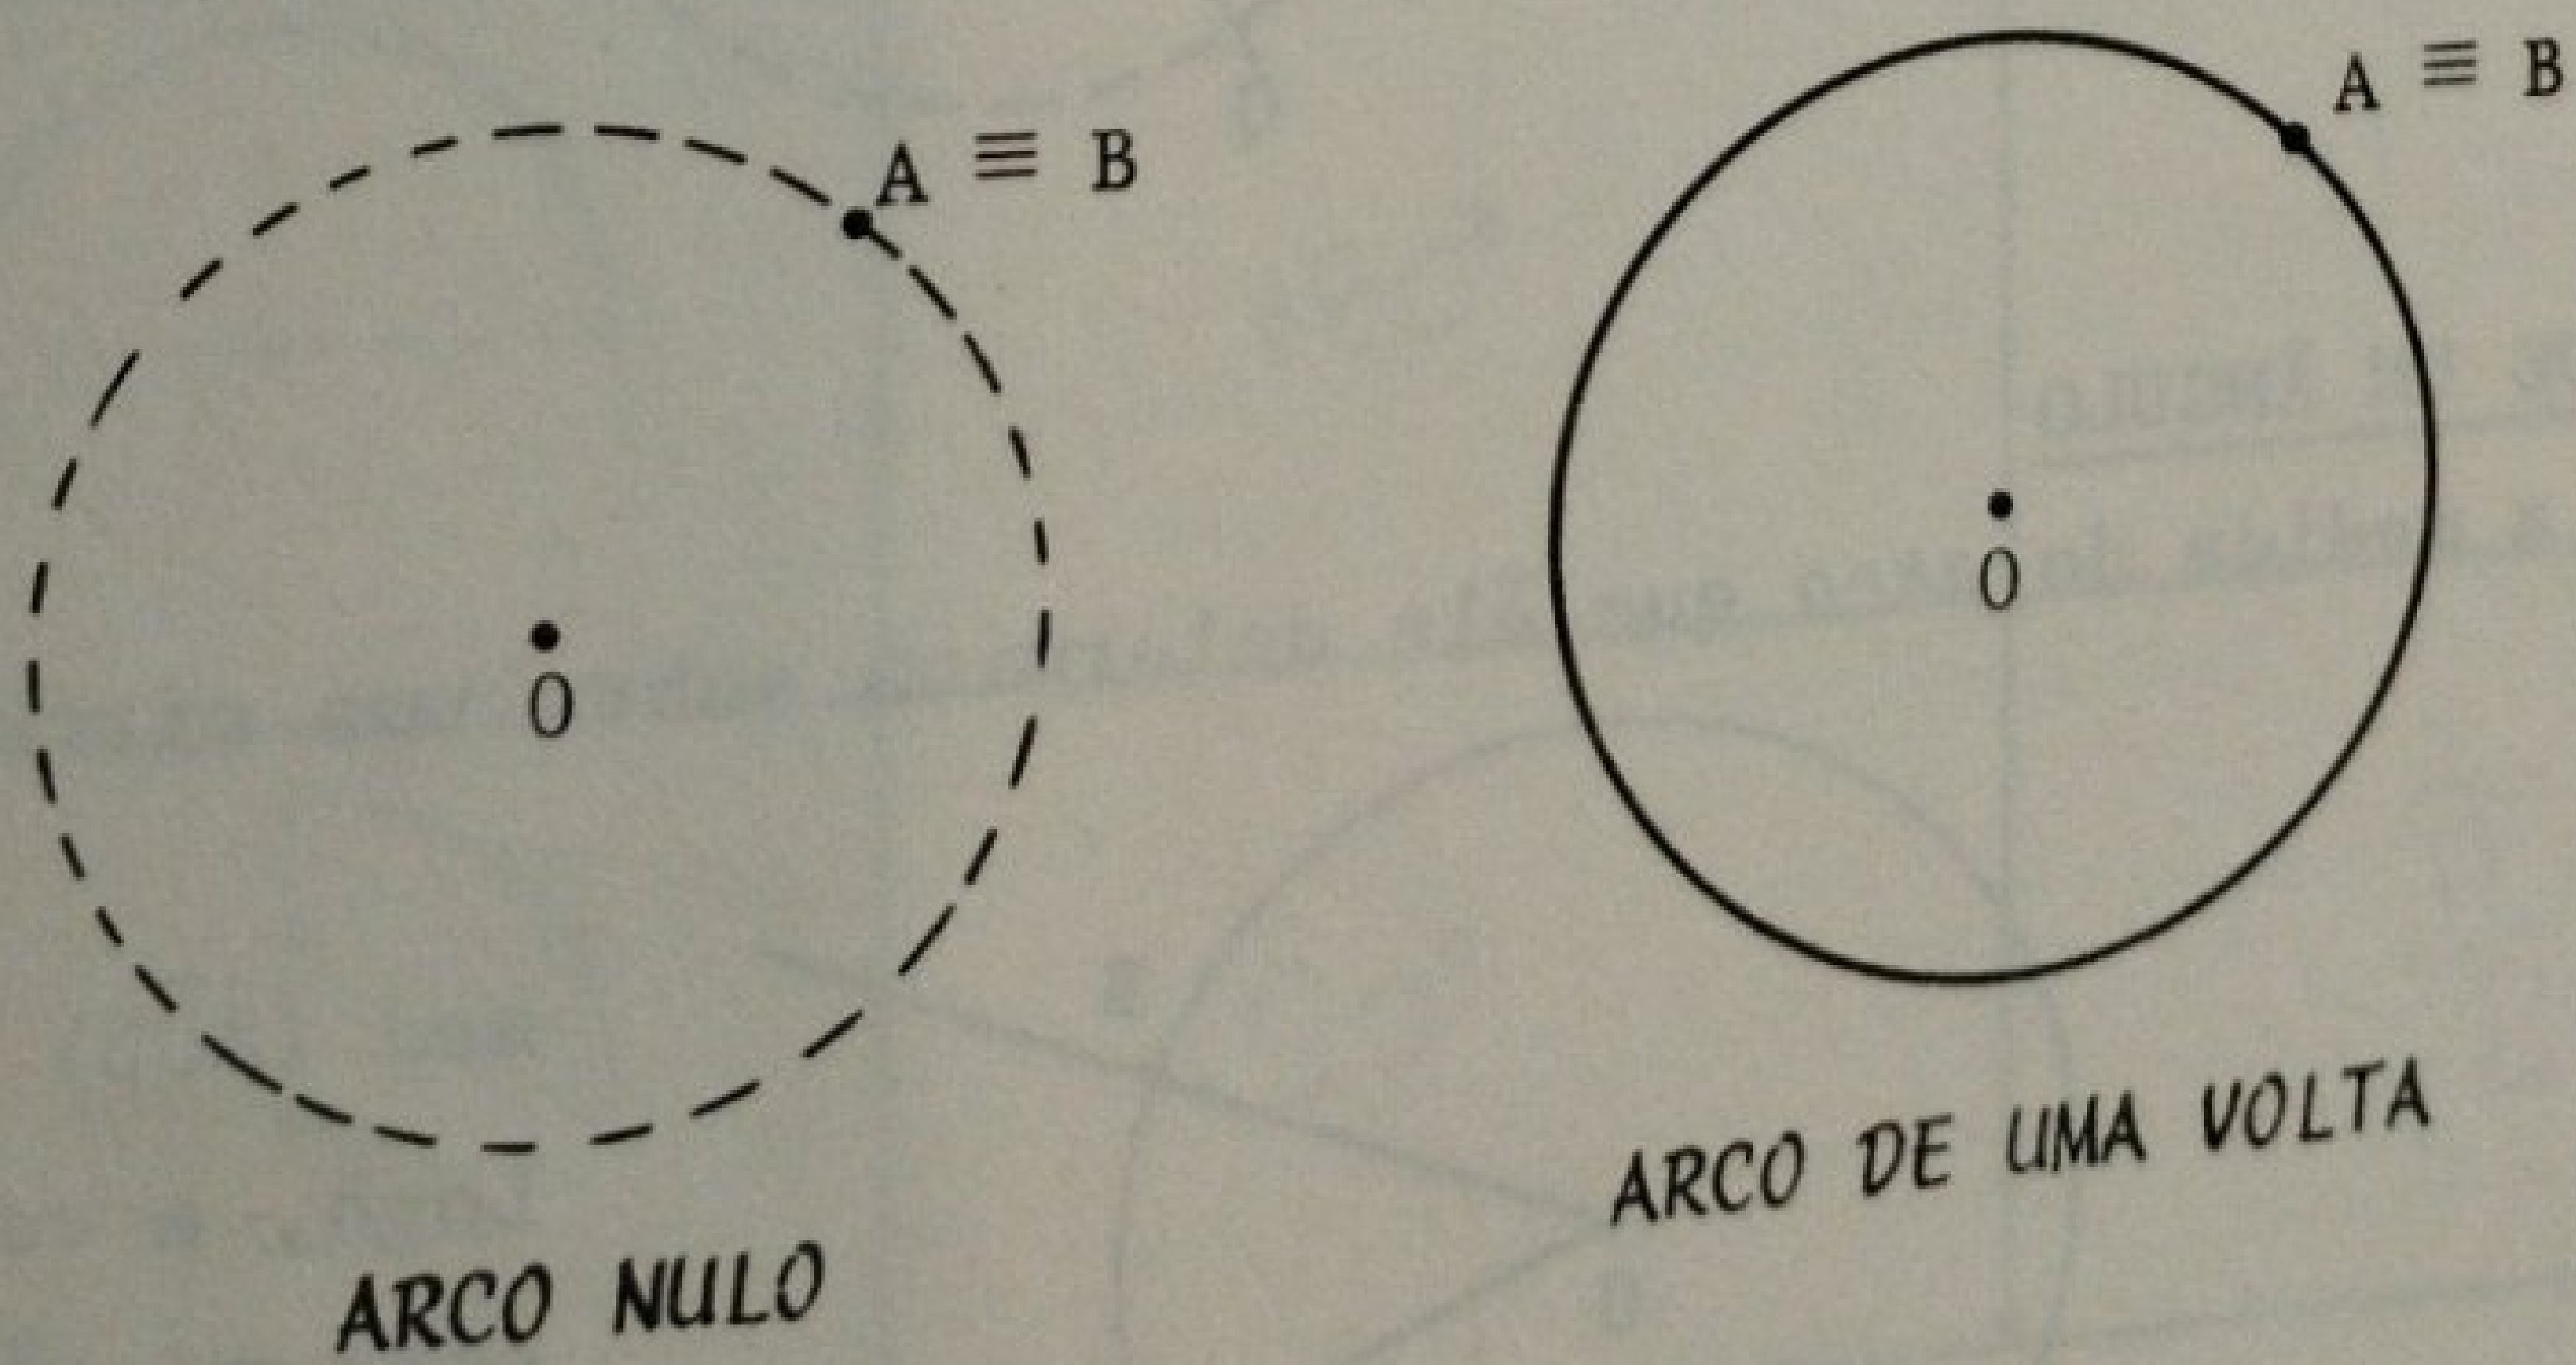 A ≡ B
O
ARCO NULO
A ≡ B
O
ARCO DE UMA VOLTA